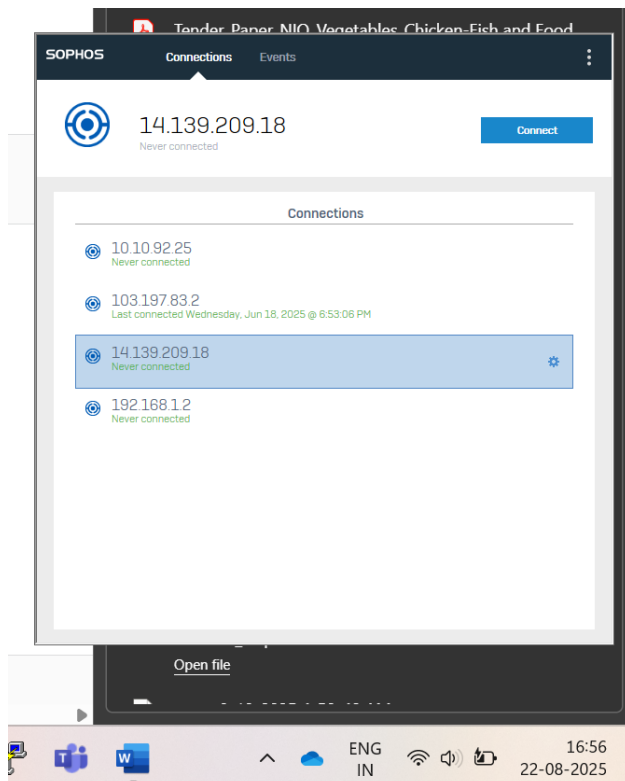 Tender Paper NIO Vegetables Chicken-Fish and Food
SOPHOS
Connections Events
14.139.209.18
Never connected
Connect
Connections
10.10.92.25
Never connected
103.197.83.2
Last connected Wednesday, Jun 18, 2025 @ 6:53:06 PM
14.139.209.18
Never connected
192.168.1.2
Never connected
Open file
ENG
IN
16:56
22-08-2025